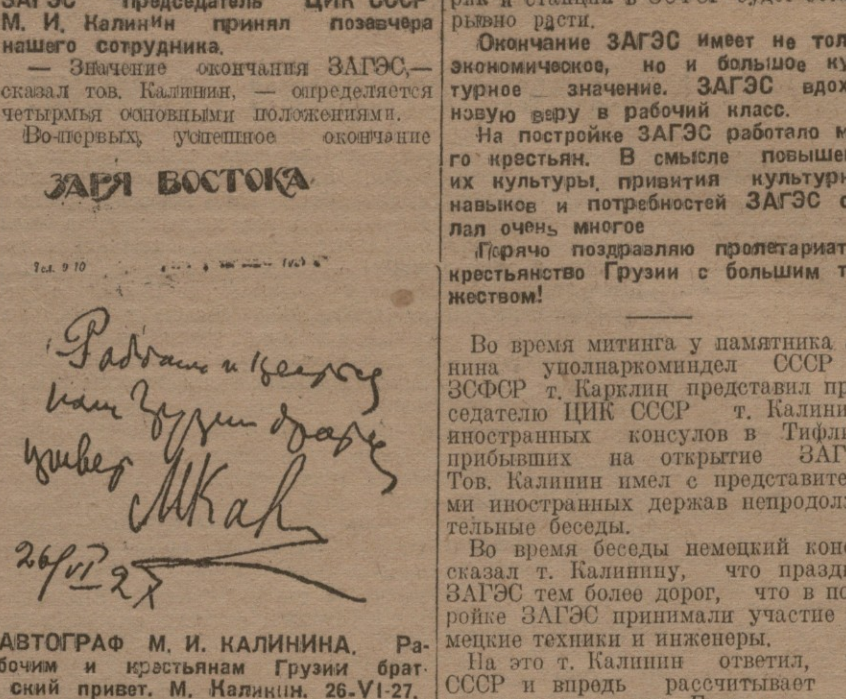 ЗАГЭС председатель ЦИК СССР
М. И. Калинин принял позавчера
нашего сотрудника.
— Значение окончания ЗАГЭС,—
сказал тов. Калинин, — определяется
четырмья основными положениями.
Во-первых, успешное окончание
ЗАРЯ ВОСТОКА
Тел. 9 10
Рабочим и
Грузии братск
привет
МКал
26/VI 27
АВТОГРАФ М. И. КАЛИНИНА. Ра-
бочим и крестьянам Грузии брат-
ский привет. М. Калинин. 26-VI-27.
рывно расти.
Окончание ЗАГЭС имеет не тол
экономическое, но и большое ку
турное значение. ЗАГЭС вдох
новую веру в рабочий класс.
На постройке ЗАГЭС работало м
го крестьян. В смысле повыше
их культуры, привития культурн
навыков и потребностей ЗАГЭС с
лал очень многое
Горячо поздравляю пролетариат
крестьянство Грузии с большим т
жеством!
Во время митинга у памятника
нина уполнаркоминдел СССР
ЗСФСР т. Карклин представил пр
седателю ЦИК СССР т. Калини
иностранных консулов в Тифли
прибывших на открытие ЗАГ
Тов. Калинин имел с представите
ми иностранных держав непродол
тельные беседы.
Во время беседы немецкий конс
сказал т. Калинину, что праздн
ЗАГЭС тем более дорог, что в по
ройке ЗАГЭС принимали участие
мецкие техники и инженеры.
На это т. Калинин ответил,
СССР и впредь рассчитывает